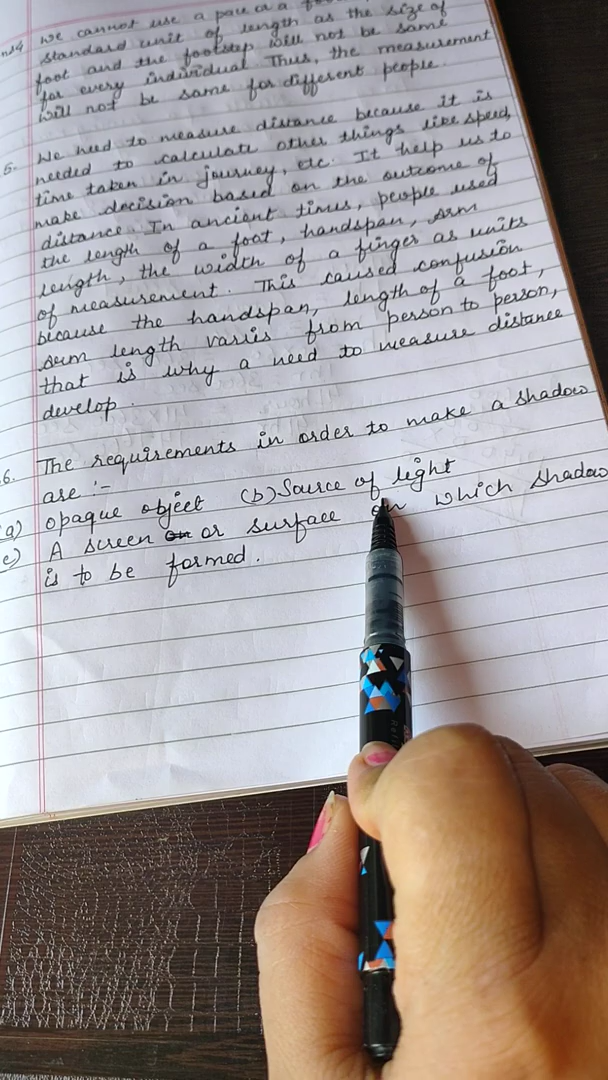 ns4 We cannot use a pace or a
standard unit of length as the size of
foot and the footstep will not be same
for every individual Thus, the measurement
will not be same for different people.
5. We need to measure distance because it is
needed to calculate other things like speed,
time taken in journey, etc. It help us to
make decision based on the outcome of
distance. In ancient times, people used
the length of a foot, handspan, arm
length, the width of a finger as units
of measurement. This caused confusion
because the handspan, length of a foot,
arm length varies from person to person,
that is why a need to measure distance
develop.
6. The requirements in order to make a shadow
are :-
a) opaque object (b) Source of light
c) A screen or or surface on which shadow
is to be formed.